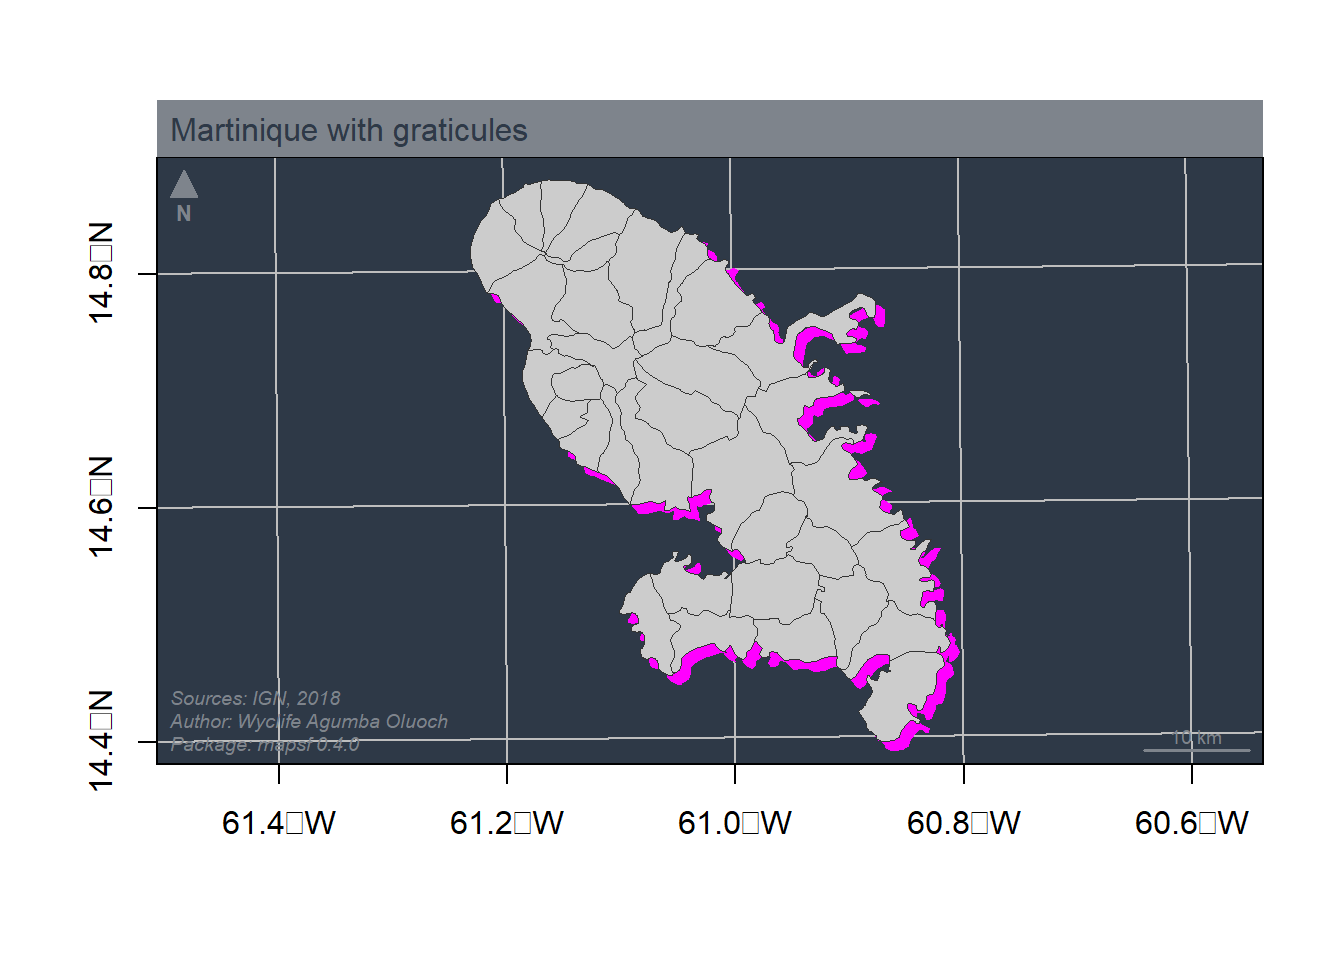 Martinique with graticules
N
14.8□N
14.6□N
14.4□N
Sources: IGN, 2018
Author: Wyclife Agumba Oluoch
Package: mapsf 0.4.0
10 km
61.4□W 61.2□W 61.0□W 60.8□W 60.6□W